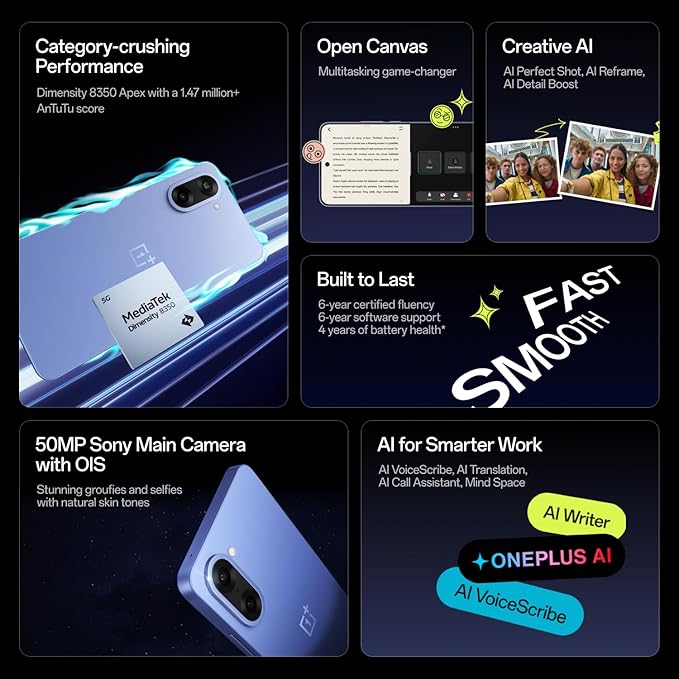 Category-crushing
Performance
Dimensity 8350 Apex with a 1.47 million+
AnTuTu score
5G
MediaTek
Dimensity 8350
Open Canvas
Multitasking game-changer
Creative AI
AI Perfect Shot, AI Reframe,
AI Detail Boost
Built to Last
6-year certified fluency
6-year software support
4 years of battery health*
FAST
SMOOTH
50MP Sony Main Camera
with OIS
Stunning groufies and selfies
with natural skin tones
AI for Smarter Work
AI VoiceScribe, AI Translation,
AI Call Assistant, Mind Space
AI Writer
ONEPLUS AI
AI VoiceScribe